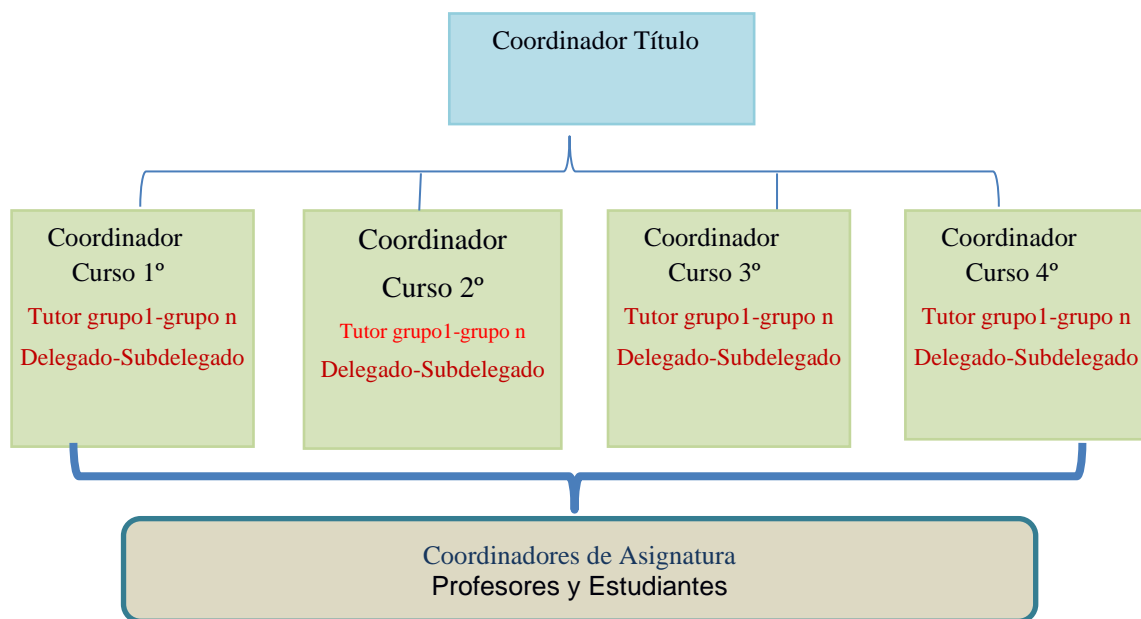 Coordinador Título
Coordinador
Curso 1º
Tutor grupo1-grupo n
Delegado-Subdelegado
Coordinador
Curso 2º
Tutor grupo1-grupo n
Delegado-Subdelegado
Coordinador
Curso 3º
Tutor grupo1-grupo n
Delegado-Subdelegado
Coordinador
Curso 4º
Tutor grupo1-grupo n
Delegado-Subdelegado
Coordinadores de Asignatura
Profesores y Estudiantes